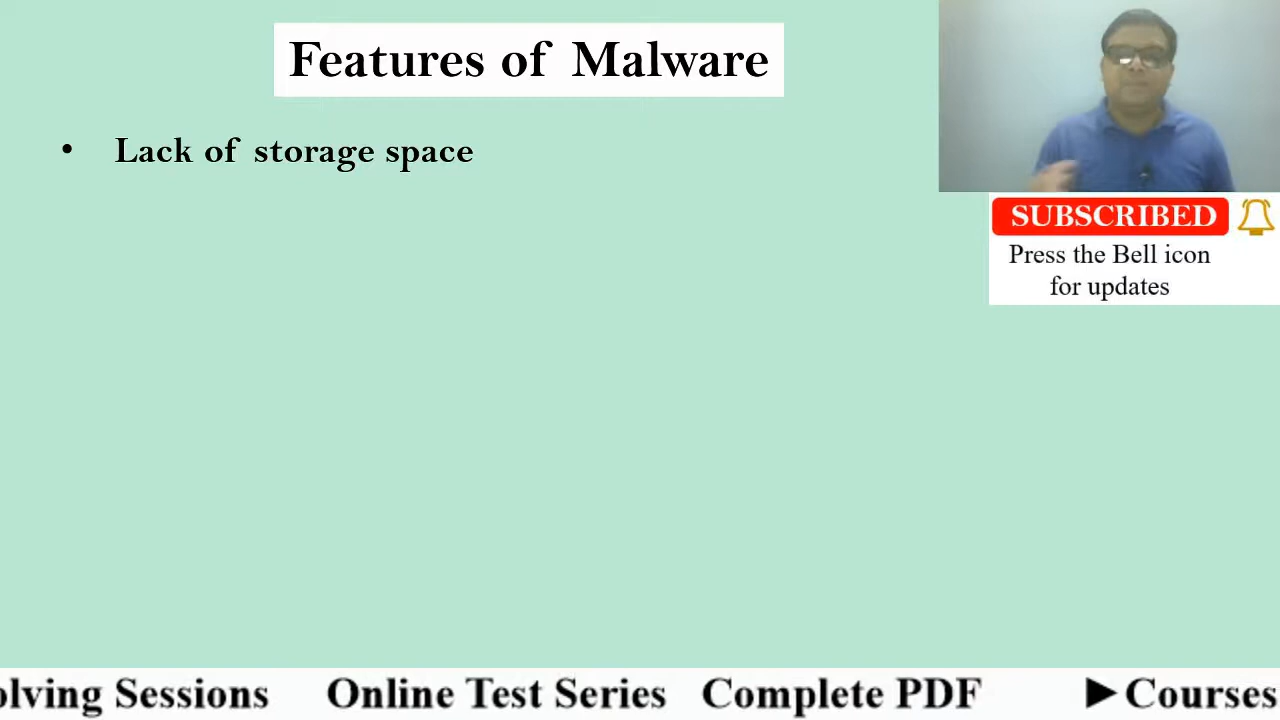 Features of Malware
• Lack of storage space
SUBSCRIBED
Press the Bell icon
for updates
olving Sessions Online Test Series Complete PDF ►Courses